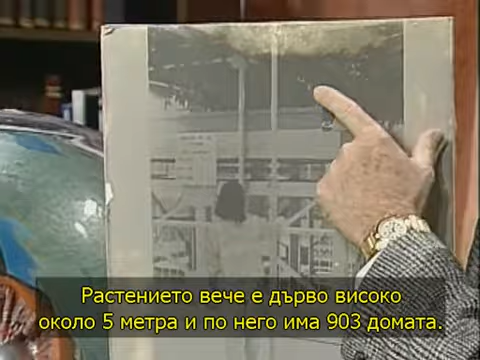 Растението вече е дърво високо
около 5 метра и по него има 903 домата.